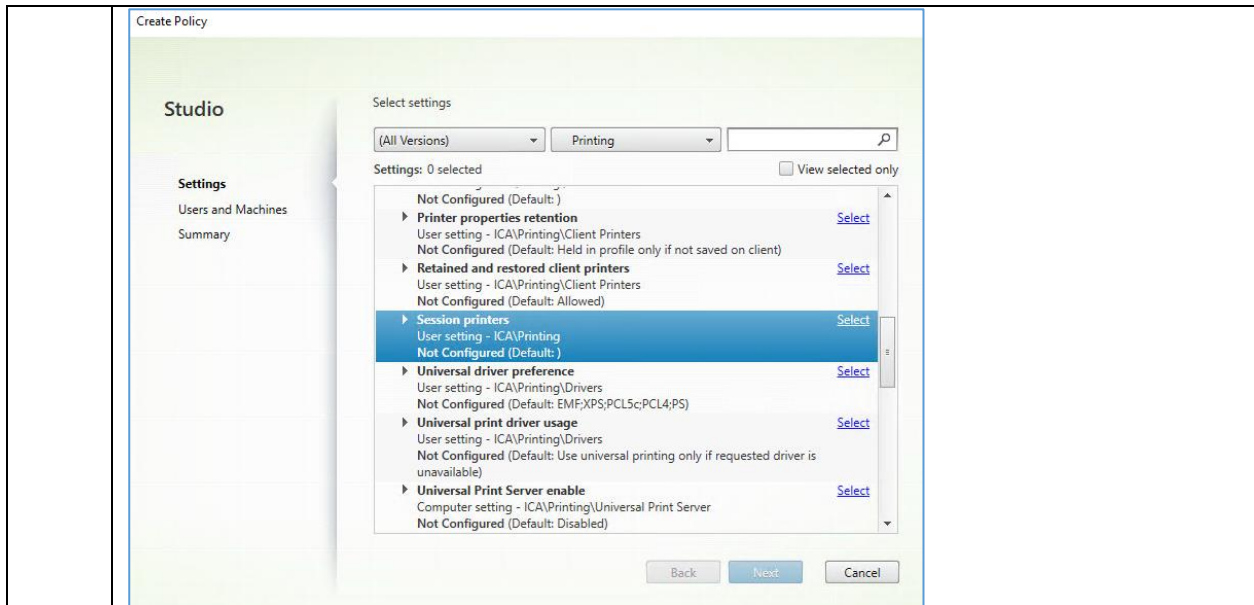 Create Policy
Studio
Settings
Users and Machines
Summary
Select settings
(All Versions)
Printing
Settings: 0 selected
View selected only
Not Configured (Default: )
Printer properties retention
Select
User setting - ICA\Printing\Client Printers
Not Configured (Default: Held in profile only if not saved on client)
Retained and restored client printers
Select
User setting - ICA\Printing\Client Printers
Not Configured (Default: Allowed)
Session printers
Select
User setting - ICA\Printing
Not Configured (Default: )
Universal driver preference
Select
User setting - ICA\Printing\Drivers
Not Configured (Default: EMF;XPS;PCL5c;PCL4;PS)
Universal print driver usage
Select
User setting - ICA\Printing\Drivers
Not Configured (Default: Use universal printing only if requested driver is
unavailable)
Universal Print Server enable
Select
Computer setting - ICA\Printing\Universal Print Server
Not Configured (Default: Disabled)
Back
Next
Cancel